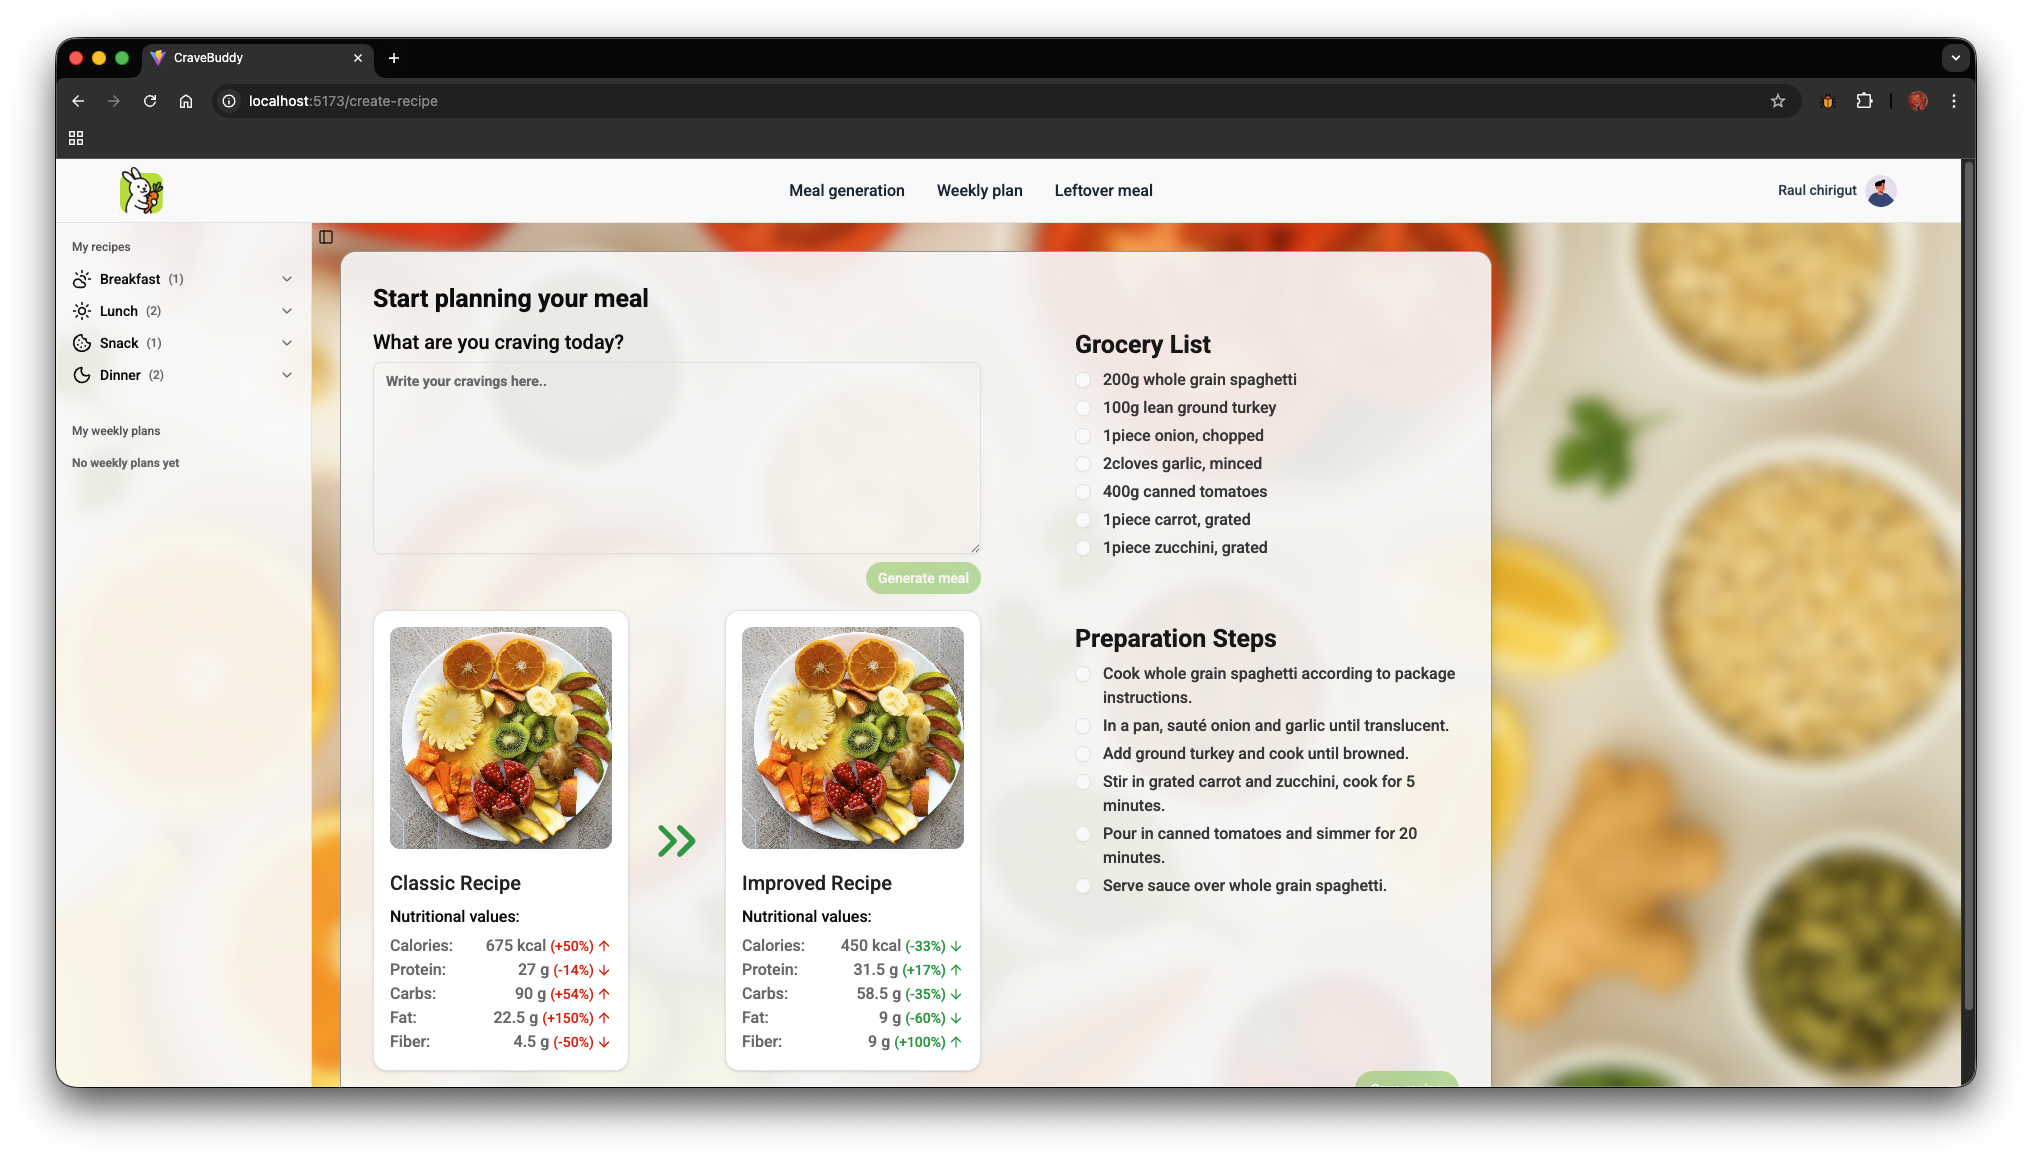 CraveBuddy
localhost:5173/create-recipe
Meal generation
Weekly plan
Leftover meal
Raul chirigut
My recipes
Breakfast (1)
Lunch (2)
Snack (1)
Dinner (2)
My weekly plans
No weekly plans yet
Start planning your meal
What are you craving today?
Write your cravings here..
Generate meal
Classic Recipe
Nutritional values:
Calories: 675 kcal (+50%) ↑
Protein: 27 g (-14%) ↓
Carbs: 90 g (+54%) ↑
Fat: 22.5 g (+150%) ↑
Fiber: 4.5 g (-50%) ↓
Improved Recipe
Nutritional values:
Calories: 450 kcal (-33%) ↓
Protein: 31.5 g (+17%) ↑
Carbs: 58.5 g (-35%) ↓
Fat: 9 g (-60%) ↓
Fiber: 9 g (+100%) ↑
Grocery List
200g whole grain spaghetti
100g lean ground turkey
1piece onion, chopped
2cloves garlic, minced
400g canned tomatoes
1piece carrot, grated
1piece zucchini, grated
Preparation Steps
Cook whole grain spaghetti according to package
instructions.
In a pan, sauté onion and garlic until translucent.
Add ground turkey and cook until browned.
Stir in grated carrot and zucchini, cook for 5
minutes.
Pour in canned tomatoes and simmer for 20
minutes.
Serve sauce over whole grain spaghetti.